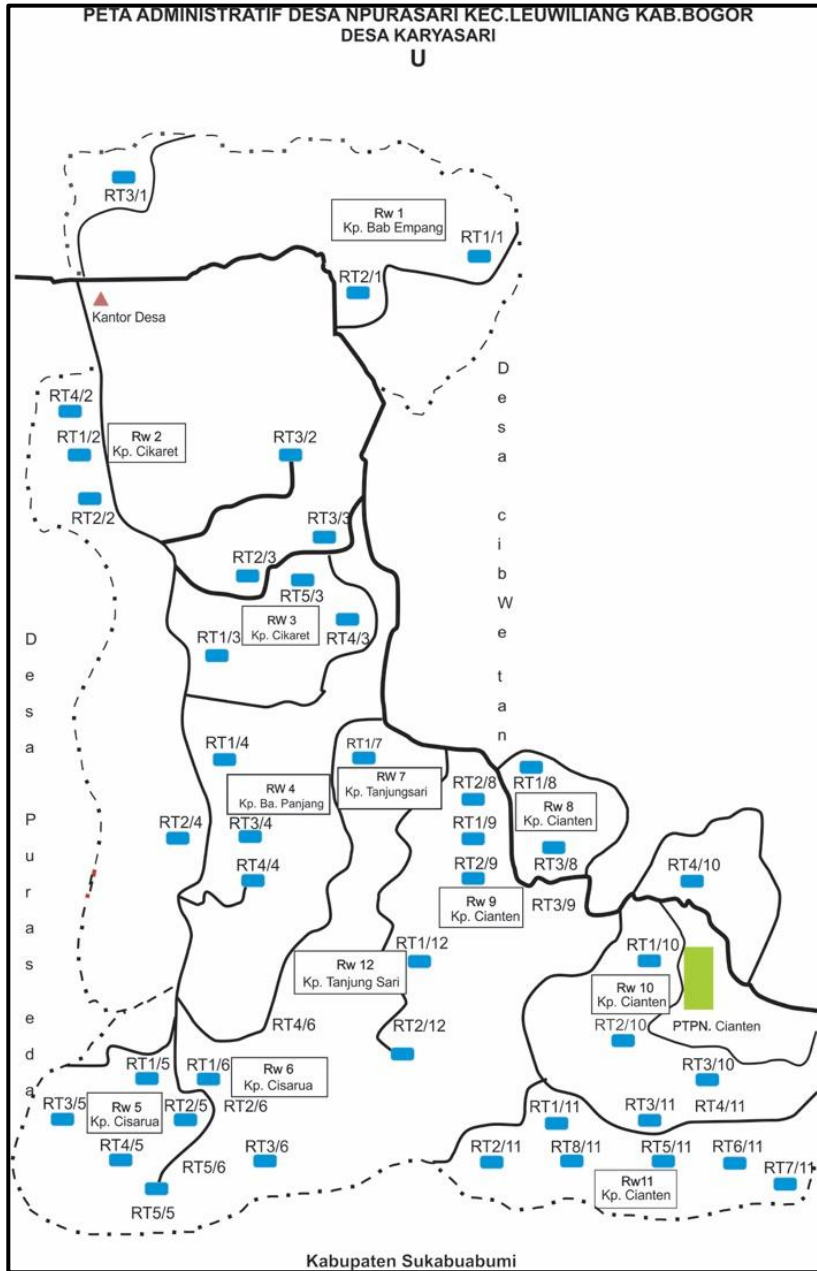 PETA ADMINISTRATIF DESA NPURASARI KEC.LEUWILIANG KAB.BOGOR
DESA KARYASARI
U
RT3/1
Rw 1
Kp. Bab Empang
RT1/1
RT2/1
Kantor Desa
Desa cibWetan
RT4/2
RT1/2
Rw 2
Kp. Cikaret
RT3/2
RT2/2
RT3/3
RT2/3
RT5/3
RW 3
Kp. Cikaret
RT1/3
RT4/3
Desa Puraseda
RT1/4
RT1/7
RW 4
Kp. Ba. Panjang
RW 7
Kp. Tanjungsari
RT2/8
RT1/8
Rw 8
Kp. Cianten
RT2/4
RT3/4
RT1/9
RT3/8
RT4/4
RT2/9
Rw 9
Kp. Cianten
RT3/9
RT4/10
RT1/12
Rw 12
Kp. Tanjung Sari
RT1/10
Rw 10
Kp. Cianten
RT4/6
RT2/12
RT2/10
PTPN. Cianten
RT1/5
RT1/6
Rw 6
Kp. Cisarua
RT3/10
RT3/5
Rw 5
Kp. Cisarua
RT2/5
RT2/6
RT1/11
RT3/11
RT4/11
RT4/5
RT5/6
RT3/6
RT2/11
RT8/11
RT5/11
RT6/11
RT7/11
Rw11
Kp. Cianten
RT5/5
Kabupaten Sukabuabumi